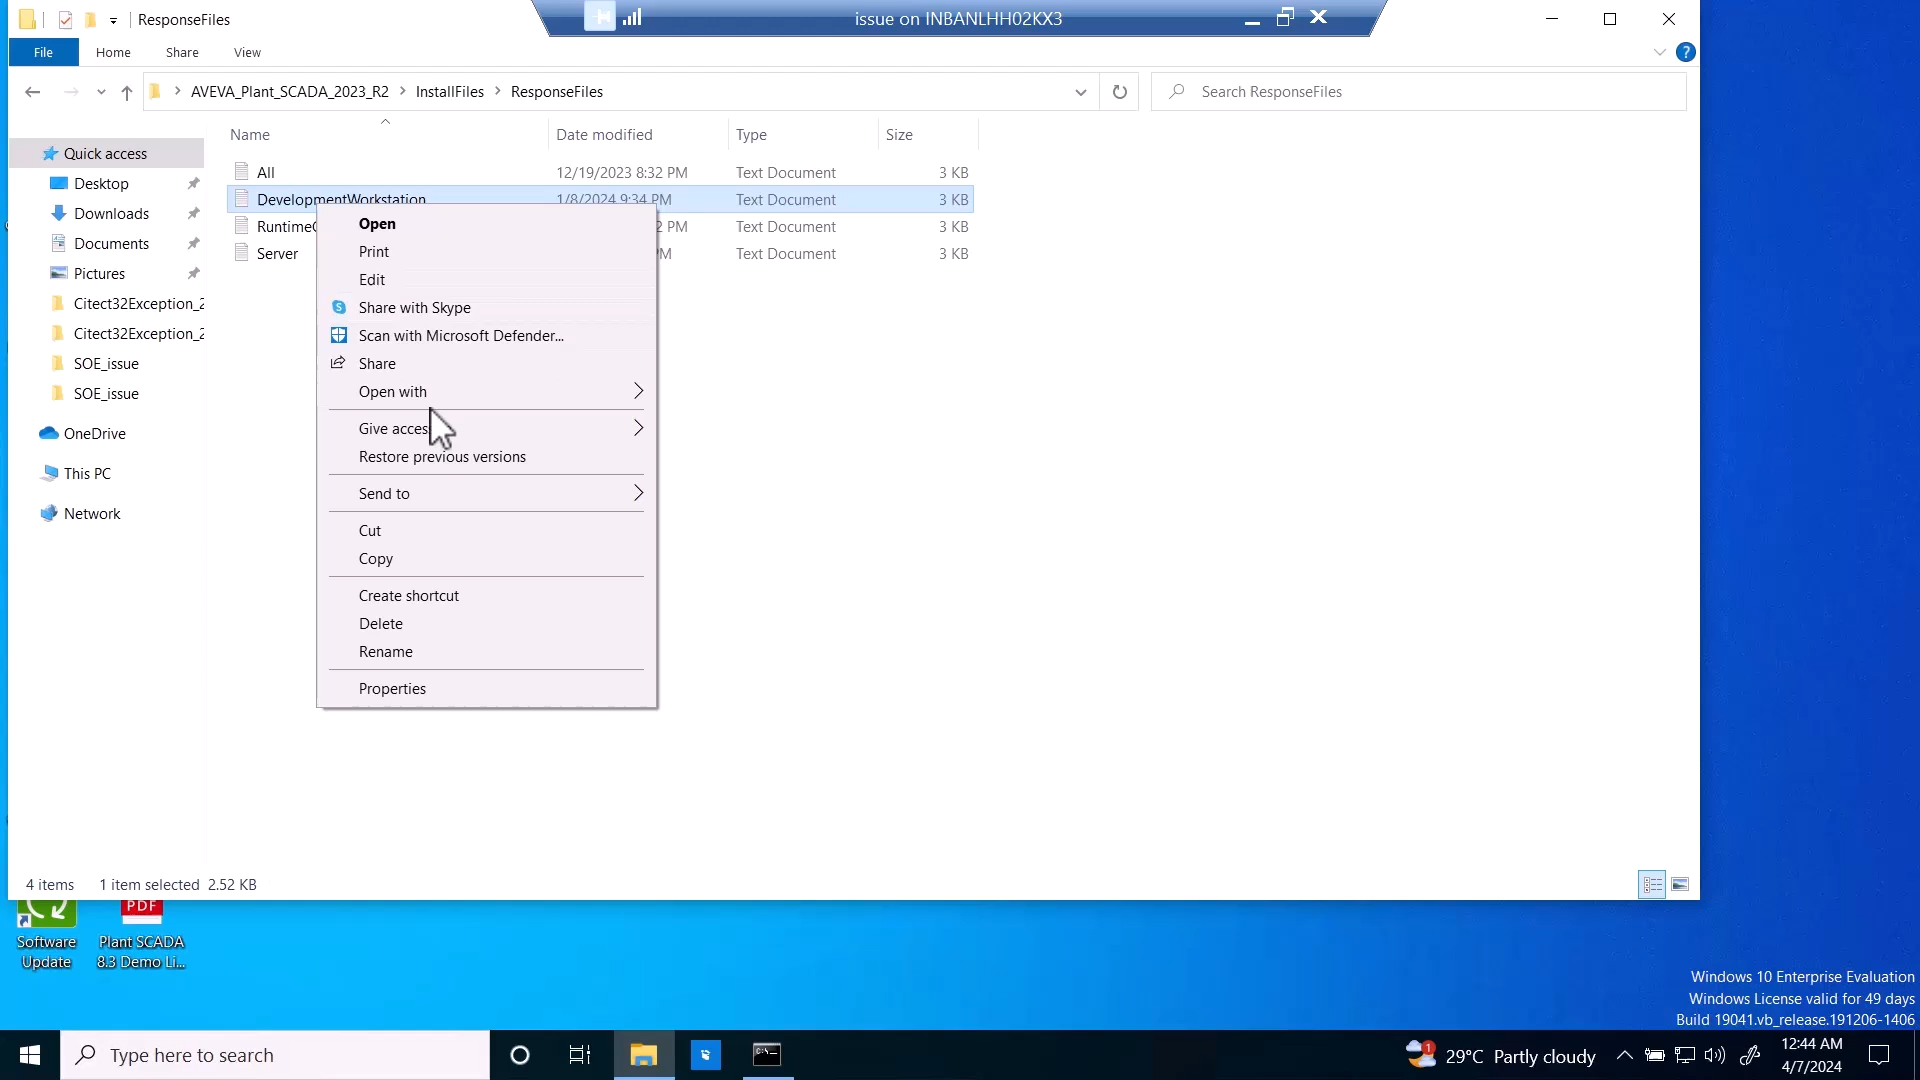 ResponseFiles
issue on INBANLHH02KX3
File
Home
Share
View
?
AVEVA_Plant_SCADA_2023_R2
InstallFiles
ResponseFiles
Search ResponseFiles
Name
Date modified
Type
Size
Quick access
Desktop
Downloads
Documents
Pictures
Citect32Exception_2
Citect32Exception_2
SOE_issue
SOE_issue
OneDrive
This PC
Network
All
12/19/2023 8:32 PM
Text Document
3 KB
DevelopmentWorkstation
1/8/2024 9:34 PM
Text Document
3 KB
Runtime
2 PM
Text Document
3 KB
Server
PM
Text Document
3 KB
Open
Print
Edit
Share with Skype
Scan with Microsoft Defender...
Share
Open with
Give acces
Restore previous versions
Send to
Cut
Copy
Create shortcut
Delete
Rename
Properties
4 items
1 item selected 2.52 KB
Software
Update
PDF
Plant SCADA
8.3 Demo Li...
Windows 10 Enterprise Evaluation
Windows License valid for 49 days
Build 19041.vb_release.191206-1406
Type here to search
1
29°C Partly cloudy
12:44 AM
4/7/2024